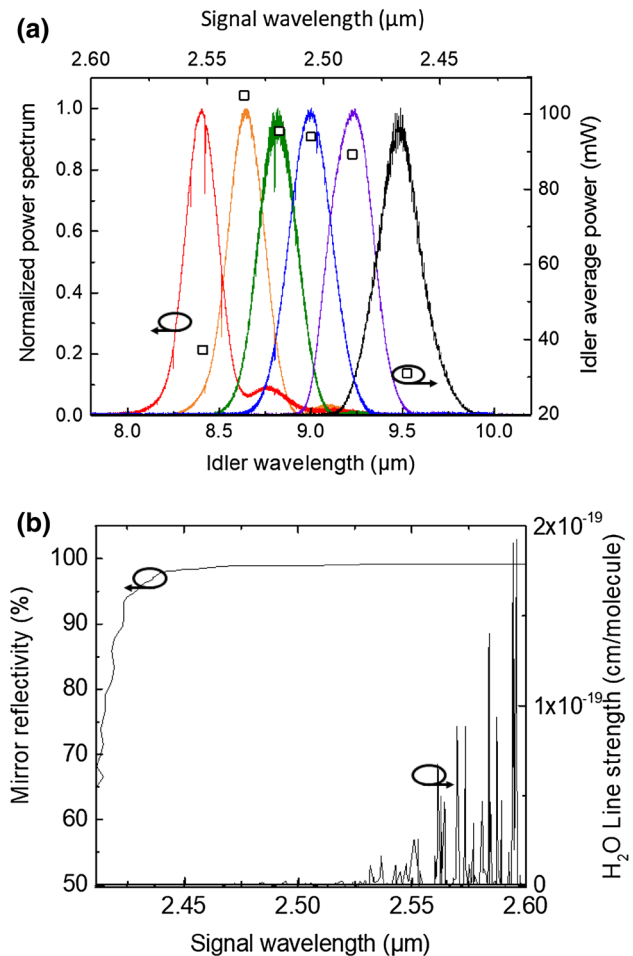 (a)
Signal wavelength (μm)
2.60 2.55 2.50 2.45
Normalized power spectrum
1.0
0.8
0.6
0.4
0.2
0.0
100
80
60
40
20
Idler average power (mW)
8.0 8.5 9.0 9.5 10.0
Idler wavelength (μm)
(b)
Mirror reflectivity (%)
100
90
80
70
60
50
2x10⁻¹⁹
1x10⁻¹⁹
0
H₂O Line strength (cm/molecule)
2.45 2.50 2.55 2.60
Signal wavelength (μm)